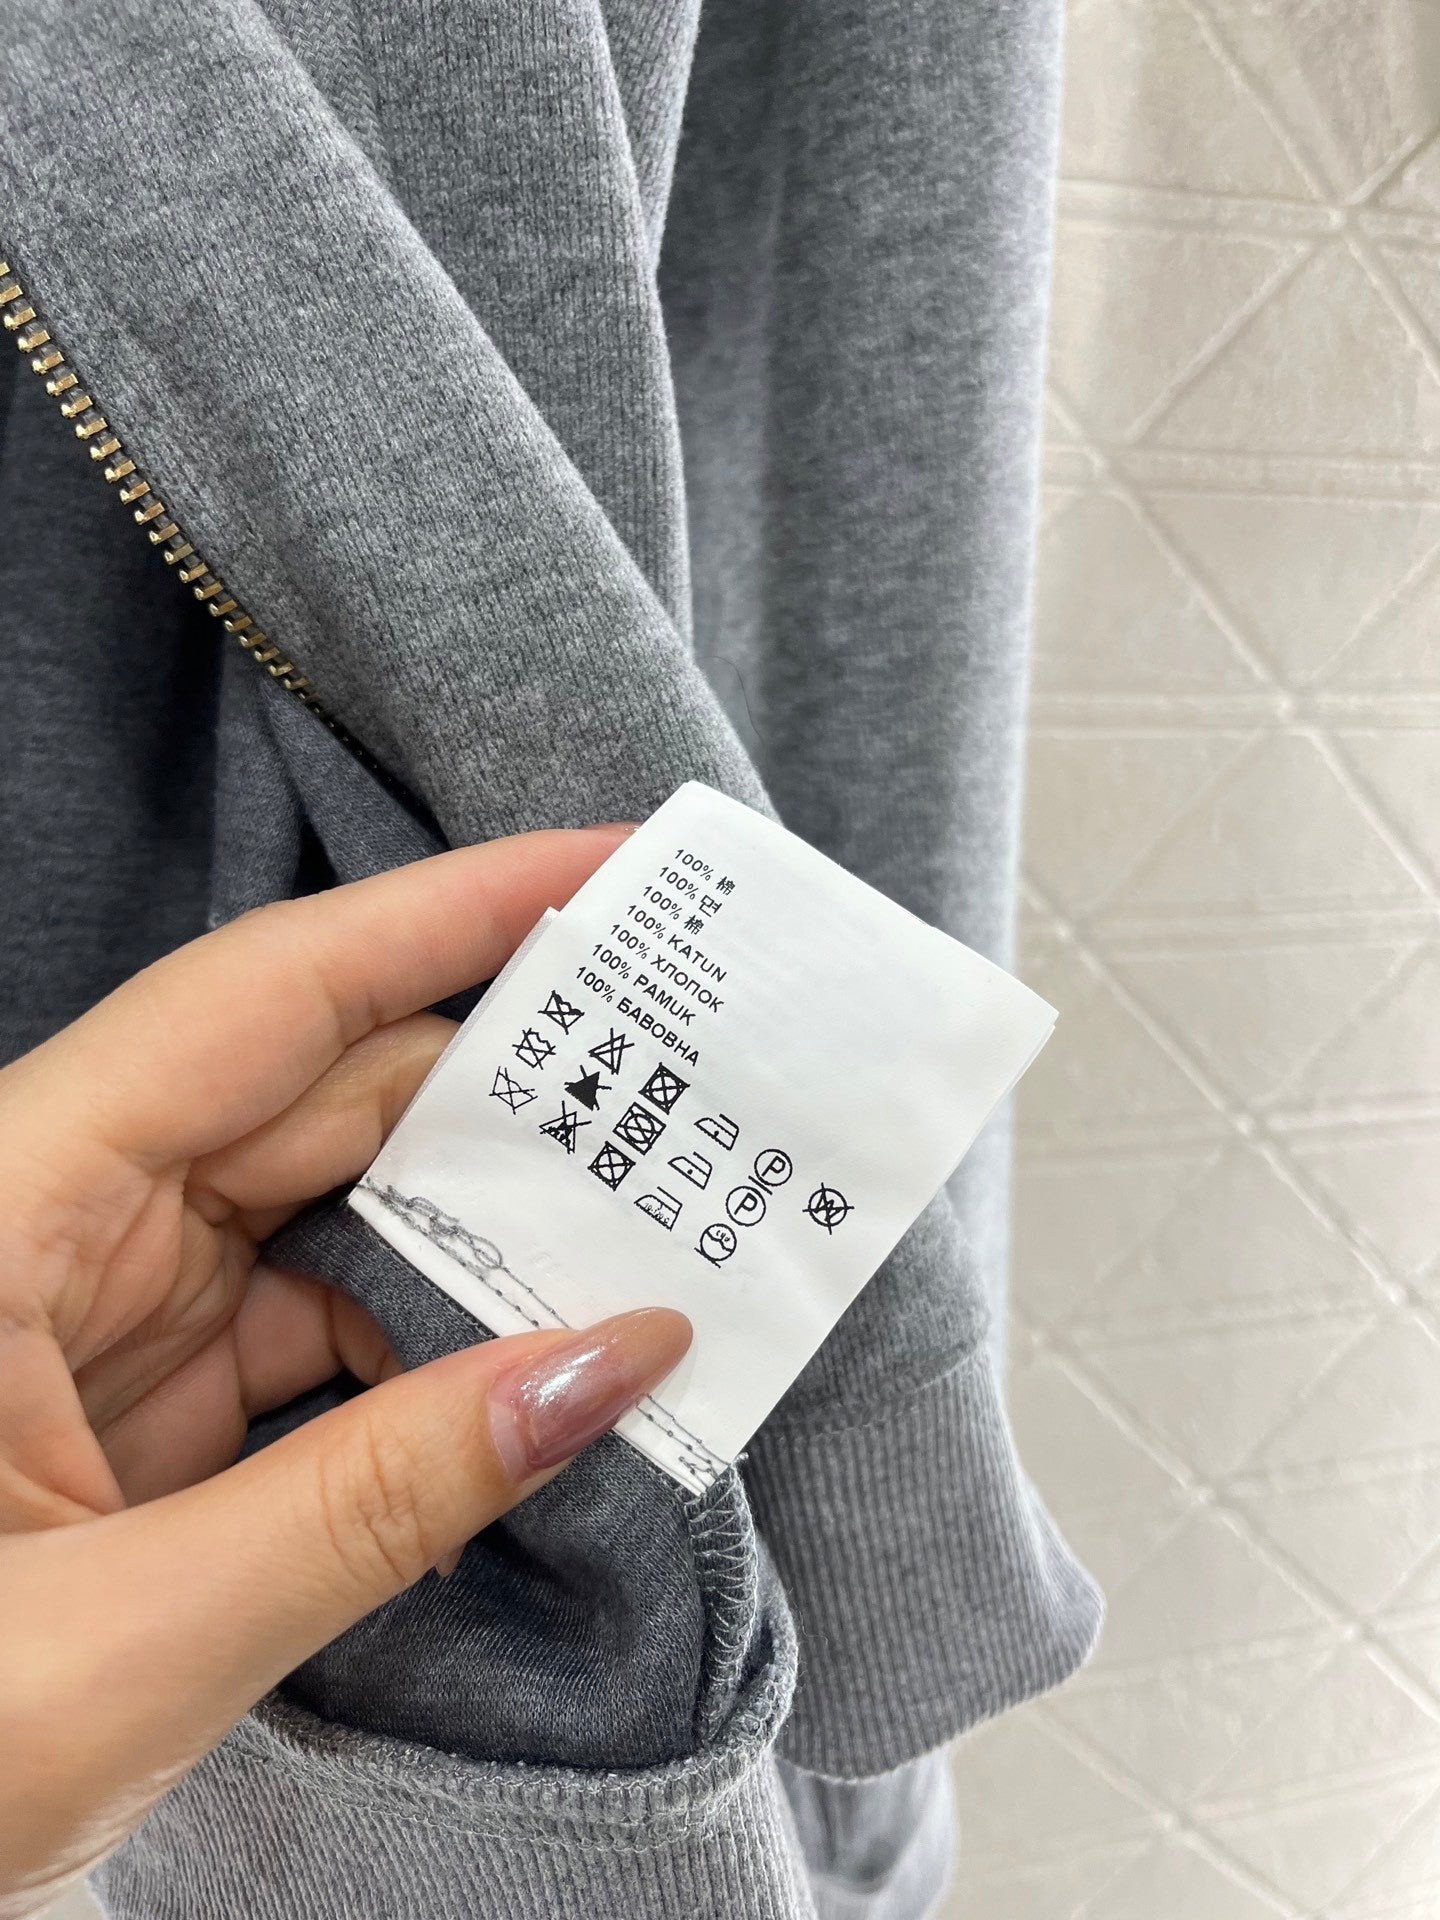 100% 棉
100% 면
100% 棉
100% KATUN
100% ХЛОПОК
100% PAMUK
100% БАВОВНА
P
P
W